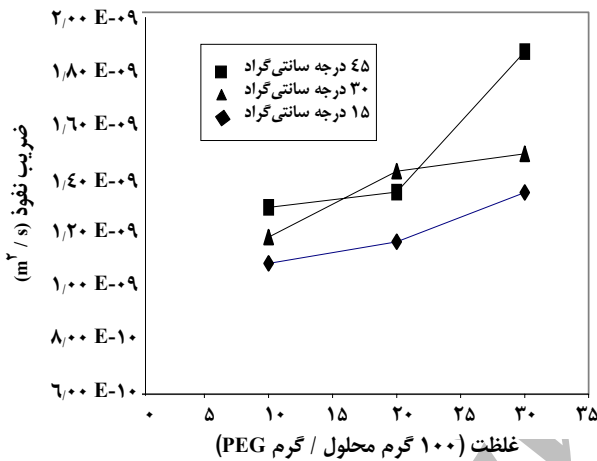 ۲٫۰۰ E-۰۹
۱٫۸۰ E-۰۹
۱٫۶۰ E-۰۹
۱٫۴۰ E-۰۹
۱٫۲۰ E-۰۹
۱٫۰۰ E-۰۹
۸٫۰۰ E-۱۰
۶٫۰۰ E-۱۰
ضریب نفوذ (m۲ / s)
۴۵ درجه سانتی‌گراد
۳۰ درجه سانتی‌گراد
۱۵ درجه سانتی‌گراد
۰ ۵ ۱۰ ۱۵ ۲۰ ۲۵ ۳۰ ۳۵
غلظت (۱۰۰ گرم محلول / گرم PEG)